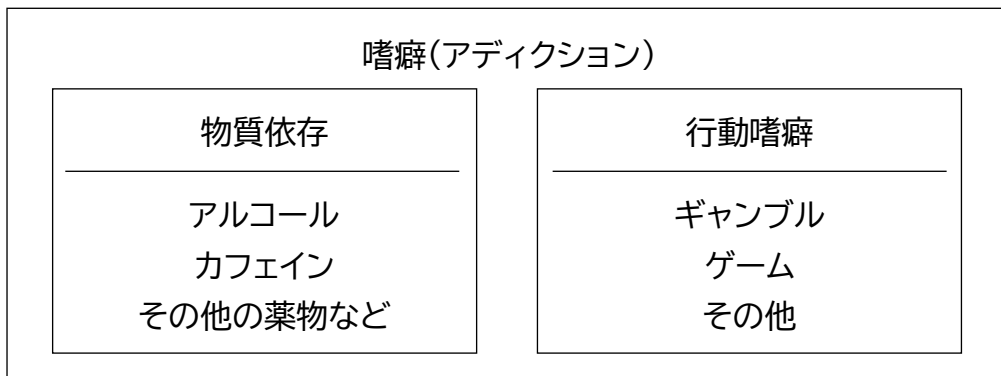 嗜癖(アディクション)
物質依存
アルコール
カフェイン
その他の薬物など
行動嗜癖
ギャンブル
ゲーム
その他